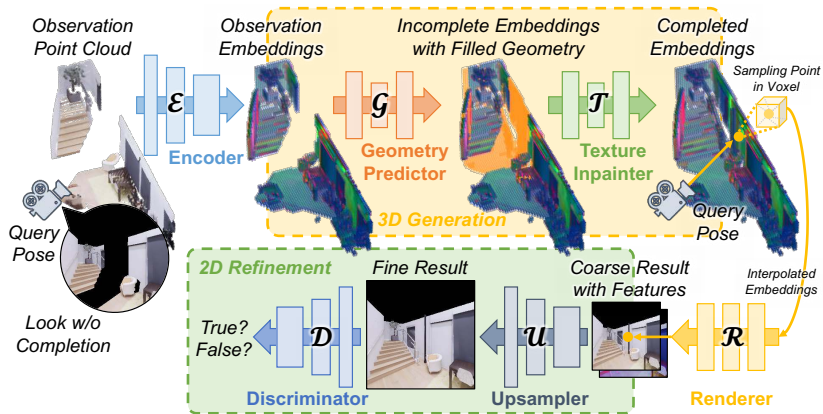 Observation
Point Cloud
Observation
Embeddings
Incomplete Embeddings
with Filled Geometry
Completed
Embeddings
Sampling Point
in Voxel
ℰ
Encoder
𝒢
Geometry
Predictor
𝒯
Texture
Inpainter
Query
Pose
3D Generation
Query
Pose
Look w/o
Completion
2D Refinement
Fine Result
Coarse Result
with Features
Interpolated
Embeddings
True?
False?
𝒟
Discriminator
𝒰
Upsampler
ℛ
Renderer